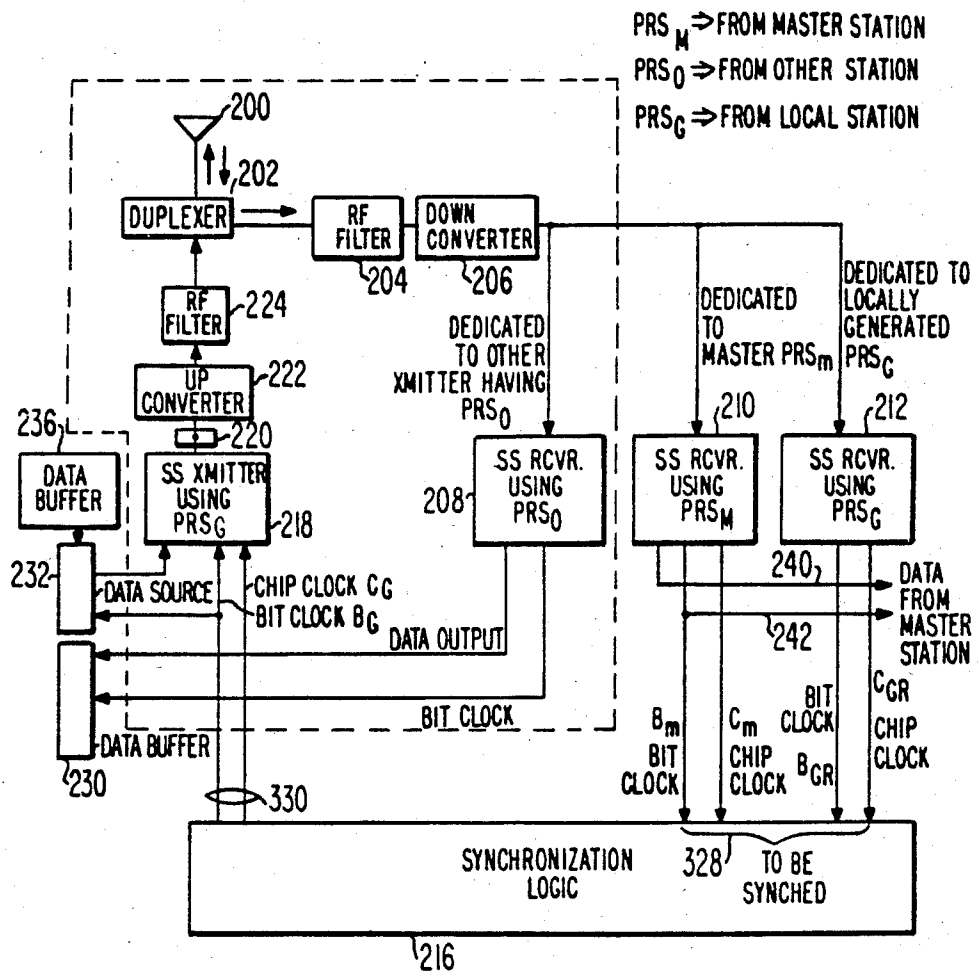 PRS_M ⇒ FROM MASTER STATION
PRS_O ⇒ FROM OTHER STATION
PRS_G ⇒ FROM LOCAL STATION
200
202
DUPLEXER
RF
FILTER
204
DOWN
CONVERTER
206
RF
FILTER
224
UP
CONVERTER
222
220
DEDICATED
TO OTHER
XMITTER HAVING
PRS_O
DEDICATED
TO
MASTER PRS_m
DEDICATED TO
LOCALLY
GENERATED
PRS_G
236
DATA
BUFFER
SS XMITTER
USING
PRS_G
218
208
SS RCVR.
USING
PRS_O
210
SS RCVR.
USING
PRS_M
212
SS RCVR.
USING
PRS_G
232
DATA SOURCE
CHIP CLOCK C_G
BIT CLOCK B_G
240
242
DATA
FROM
MASTER
STATION
DATA OUTPUT
BIT CLOCK
DATA BUFFER
230
B_m
BIT
CLOCK
C_m
CHIP
CLOCK
BIT
CLOCK
B_GR
C_GR
CHIP
CLOCK
330
SYNCHRONIZATION
LOGIC
328
TO BE
SYNCHED
216